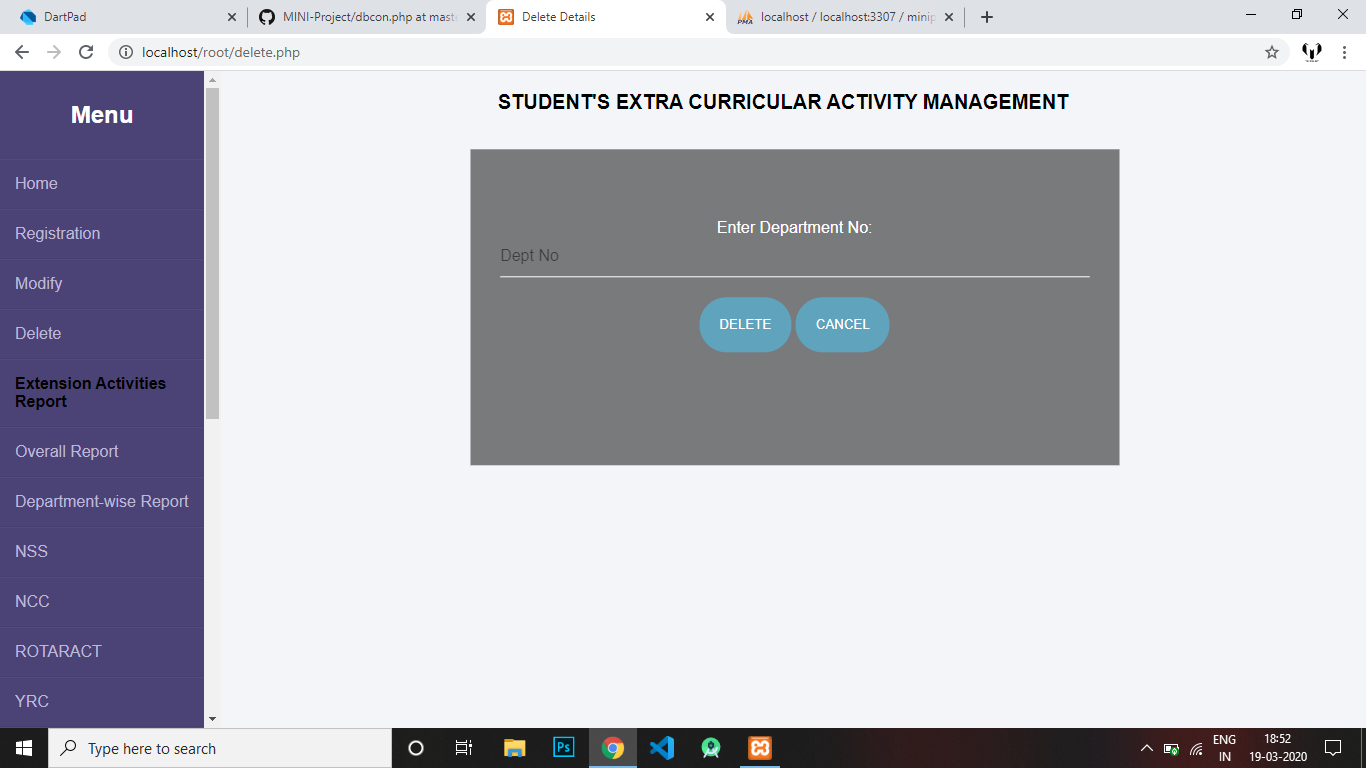 DartPad
MINI-Project/dbcon.php at mast
Delete Details
localhost / localhost:3307 / minip
localhost/root/delete.php
Menu
Home
Registration
Modify
Delete
Extension Activities
Report
Overall Report
Department-wise Report
NSS
NCC
ROTARACT
YRC
STUDENT'S EXTRA CURRICULAR ACTIVITY MANAGEMENT
Enter Department No:
Dept No
DELETE CANCEL
Type here to search
Ps
ENG
IN
18:52
19-03-2020